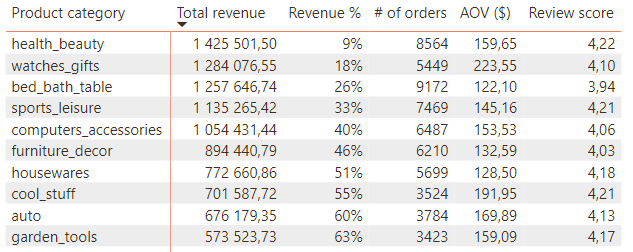 Product category Total revenue Revenue % # of orders AOV ($) Review score
health_beauty 1 425 501,50 9% 8564 159,65 4,22
watches_gifts 1 284 076,55 18% 5449 223,55 4,10
bed_bath_table 1 257 646,74 26% 9172 122,10 3,94
sports_leisure 1 135 265,42 33% 7469 145,16 4,21
computers_accessories 1 054 431,44 40% 6487 153,53 4,06
furniture_decor 894 440,79 46% 6210 132,59 4,03
housewares 772 660,86 51% 5699 128,50 4,18
cool_stuff 701 587,72 55% 3524 191,95 4,21
auto 676 179,35 60% 3784 169,89 4,13
garden_tools 573 523,73 63% 3423 159,09 4,17